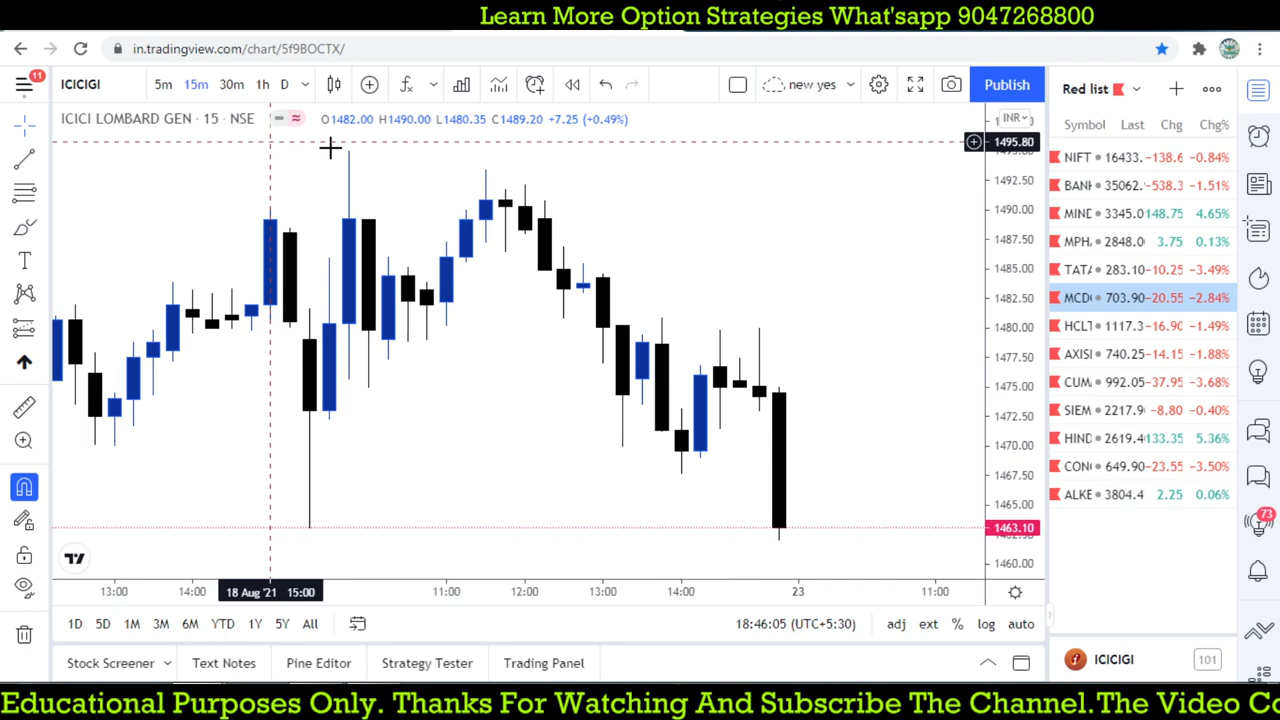 Learn More Option Strategies What'sapp 9047268800
in.tradingview.com/chart/5f9BOCTX/
11
ICICIGI
5m 15m 30m 1h D
new yes
Publish
Red list
ICICI LOMBARD GEN · 15 · NSE
O1482.00 H1490.00 L1480.35 C1489.20 +7.25 (+0.49%)
INR
Symbol Last Chg Chg%
1495.80
1492.50
1490.00
1487.50
1485.00
1482.50
1480.00
1477.50
1475.00
1472.50
1470.00
1467.50
1465.00
1463.10
1460.00
NIFT 16433. -138.6 -0.84%
BANK 35062. -538.3 -1.51%
MIND 3345.0 148.75 4.65%
MPH 2848.0 3.75 0.13%
TATA 283.10 -10.25 -3.49%
MCD 703.90 -20.55 -2.84%
HCLT 1117.3 -16.90 -1.49%
AXISI 740.25 -14.15 -1.88%
CUM 992.05 -37.95 -3.68%
SIEM 2217.9 -8.80 -0.40%
HIND 2619.4 133.35 5.36%
CON 649.90 -23.55 -3.50%
ALKE 3804.4 2.25 0.06%
73
13:00 14:00 18 Aug '21 15:00 11:00 12:00 13:00 14:00 23 11:00
1D 5D 1M 3M 6M YTD 1Y 5Y All
18:46:05 (UTC+5:30)
adj ext % log auto
Stock Screener Text Notes Pine Editor Strategy Tester Trading Panel
ICICIGI 101
Educational Purposes Only. Thanks For Watching And Subscribe The Channel.The Video Co